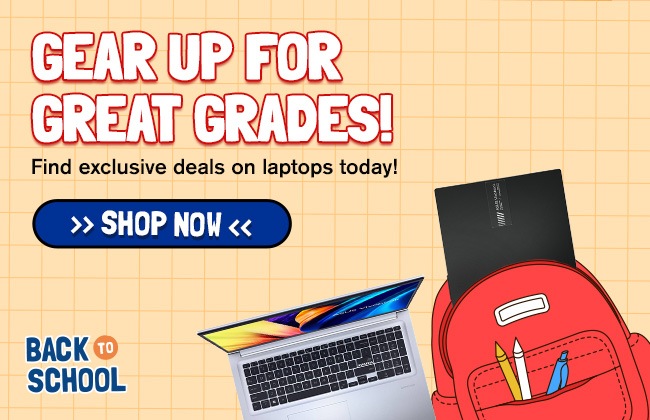 GEAR UP FOR
GREAT GRADES!
Find exclusive deals on laptops today!
>> SHOP NOW <<
BACK TO
SCHOOL